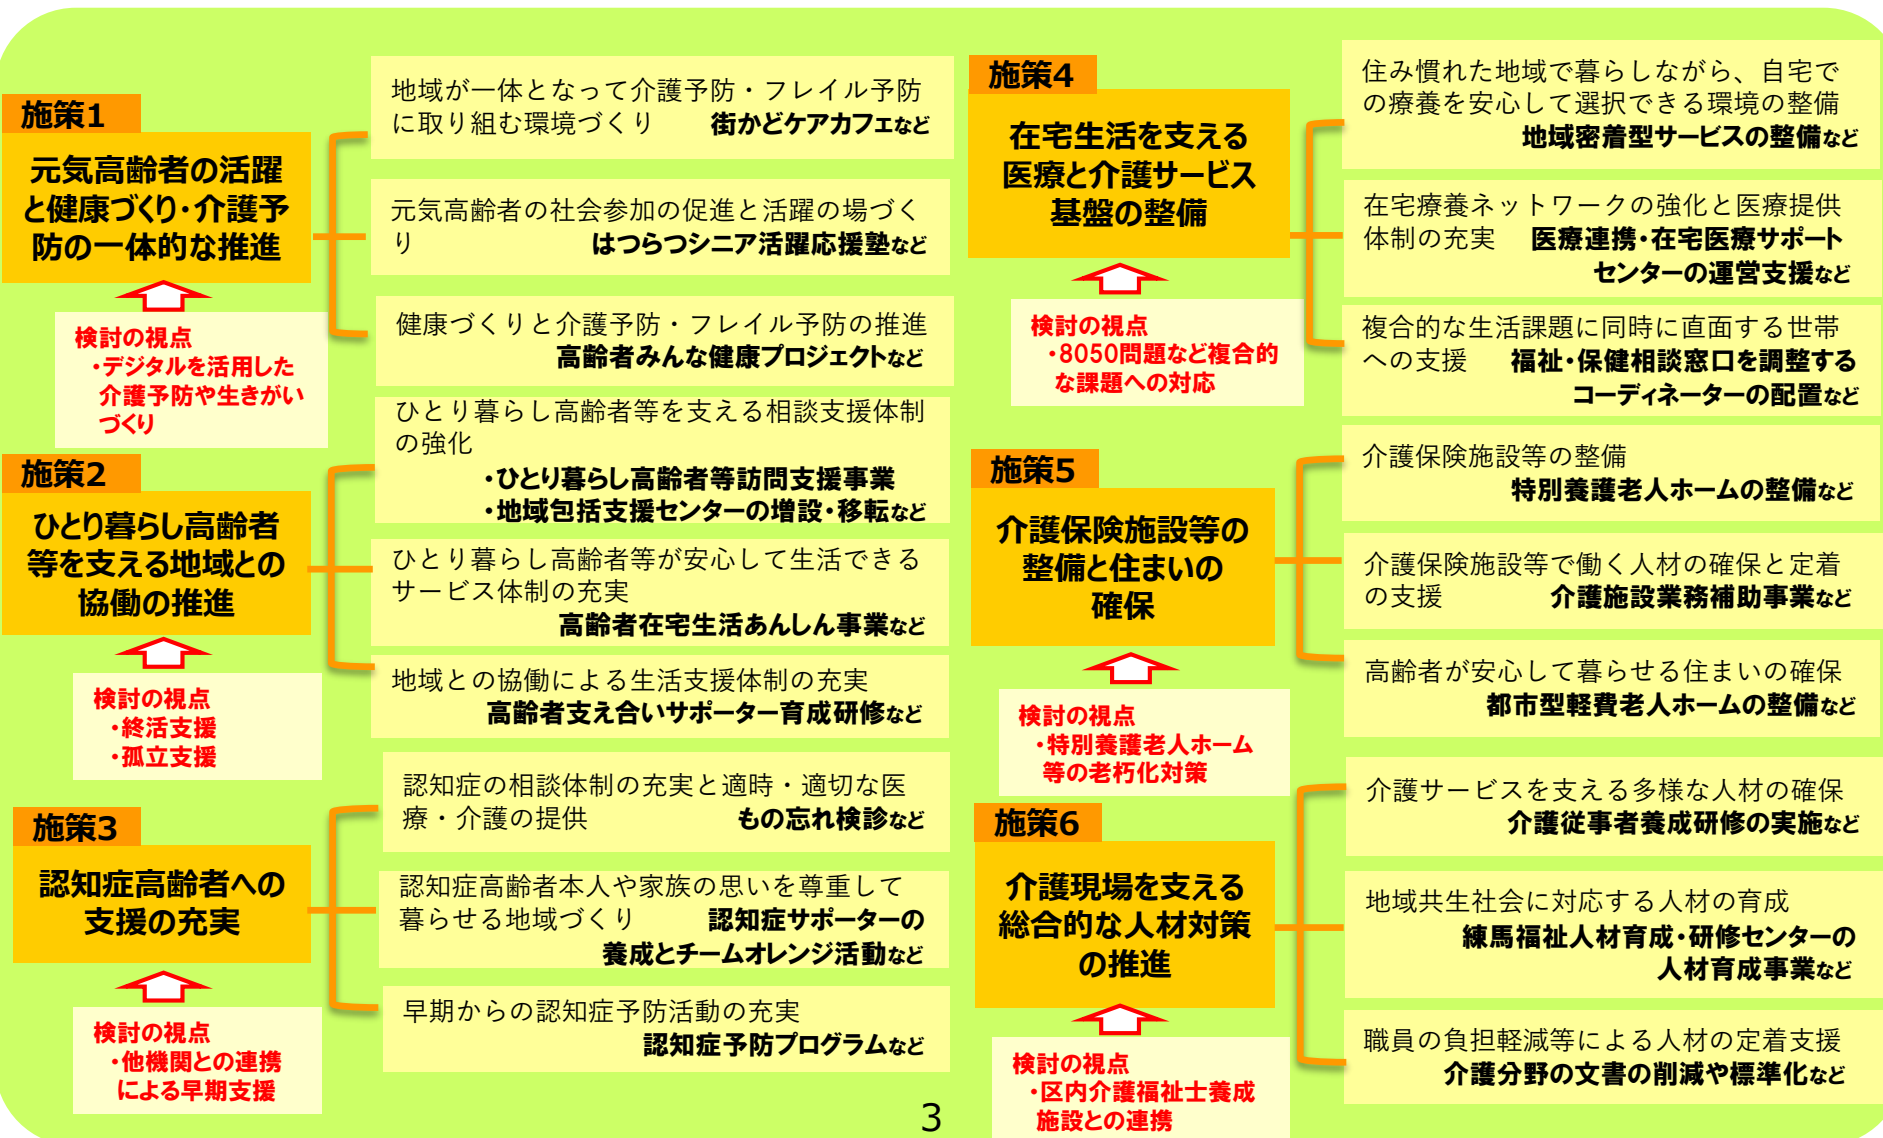 施策1
元気高齢者の活躍
と健康づくり・介護予
防の一体的な推進
検討の視点
・デジタルを活用した
介護予防や生きがい
づくり
地域が一体となって介護予防・フレイル予防
に取り組む環境づくり　街かどケアカフェなど
元気高齢者の社会参加の促進と活躍の場づく
り　はつらつシニア活躍応援塾など
健康づくりと介護予防・フレイル予防の推進
高齢者みんな健康プロジェクトなど
施策2
ひとり暮らし高齢者
等を支える地域との
協働の推進
検討の視点
・終活支援
・孤立支援
ひとり暮らし高齢者等を支える相談支援体制
の強化
・ひとり暮らし高齢者等訪問支援事業
・地域包括支援センターの増設・移転など
ひとり暮らし高齢者等が安心して生活できる
サービス体制の充実
高齢者在宅生活あんしん事業など
地域との協働による生活支援体制の充実
高齢者支え合いサポーター育成研修など
施策3
認知症高齢者への
支援の充実
検討の視点
・他機関との連携
による早期支援
認知症の相談体制の充実と適時・適切な医
療・介護の提供　もの忘れ検診など
認知症高齢者本人や家族の思いを尊重して
暮らせる地域づくり　認知症サポーターの
養成とチームオレンジ活動など
早期からの認知症予防活動の充実
認知症予防プログラムなど
施策4
在宅生活を支える
医療と介護サービス
基盤の整備
検討の視点
・8050問題など複合的
な課題への対応
住み慣れた地域で暮らしながら、自宅で
の療養を安心して選択できる環境の整備
地域密着型サービスの整備など
在宅療養ネットワークの強化と医療提供
体制の充実　医療連携・在宅医療サポート
センターの運営支援など
複合的な生活課題に同時に直面する世帯
への支援　福祉・保健相談窓口を調整する
コーディネーターの配置など
施策5
介護保険施設等の
整備と住まいの
確保
検討の視点
・特別養護老人ホーム
等の老朽化対策
介護保険施設等の整備
特別養護老人ホームの整備など
介護保険施設等で働く人材の確保と定着
の支援　介護施設業務補助事業など
高齢者が安心して暮らせる住まいの確保
都市型軽費老人ホームの整備など
施策6
介護現場を支える
総合的な人材対策
の推進
検討の視点
・区内介護福祉士養成
施設との連携
介護サービスを支える多様な人材の確保
介護従事者養成研修の実施など
地域共生社会に対応する人材の育成
練馬福祉人材育成・研修センターの
人材育成事業など
職員の負担軽減等による人材の定着支援
介護分野の文書の削減や標準化など
3